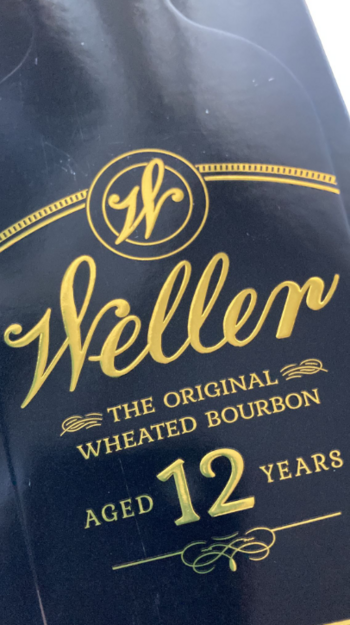 W
Weller
THE ORIGINAL
WHEATED BOURBON
AGED 12 YEARS